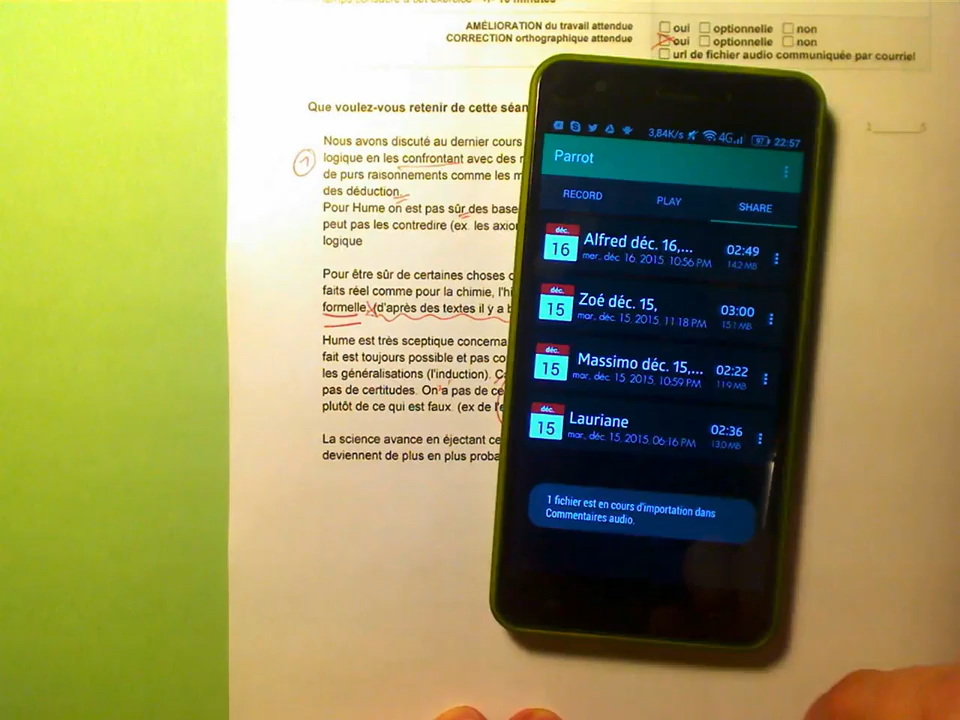 AMÉLIORATION du travail attendue oui optionnelle non
CORRECTION orthographique attendue oui optionnelle non
url de fichier audio communiquée par courriel
Que voulez-vous retenir de cette séan
1
Nous avons discuté au dernier cours
logique en les confrontant avec des
de purs raisonnements comme les m
des déduction.
Pour Hume on est pas sûr des base
peut pas les contredire (ex. les axio
logique
Pour être sûr de certaines choses
faits réel comme pour la chimie, l'hi
formelle (d'après des textes il y a b
Hume est très sceptique concerna
fait est toujours possible et pas co
les généralisations (l'induction).
pas de certitudes. On a pas de ce
plutôt de ce qui est faux. (ex de l'e
La science avance en éjectant ce
deviennent de plus en plus proba
3,84K/s 4G 97 22:57
Parrot
RECORD PLAY SHARE
déc. 16 Alfred déc. 16,... 02:49
mer. déc. 16, 2015, 10:56 PM 14.2 MB
déc. 15 Zoé déc. 15, 03:00
mar. déc. 15, 2015, 11:18 PM 15.1 MB
déc. 15 Massimo déc. 15,... 02:22
mar. déc. 15, 2015, 10:59 PM 11.9 MB
déc. 15 Lauriane 02:36
mar. déc. 15, 2015, 06:16 PM 13.0 MB
1 fichier est en cours d'importation dans
Commentaires audio.